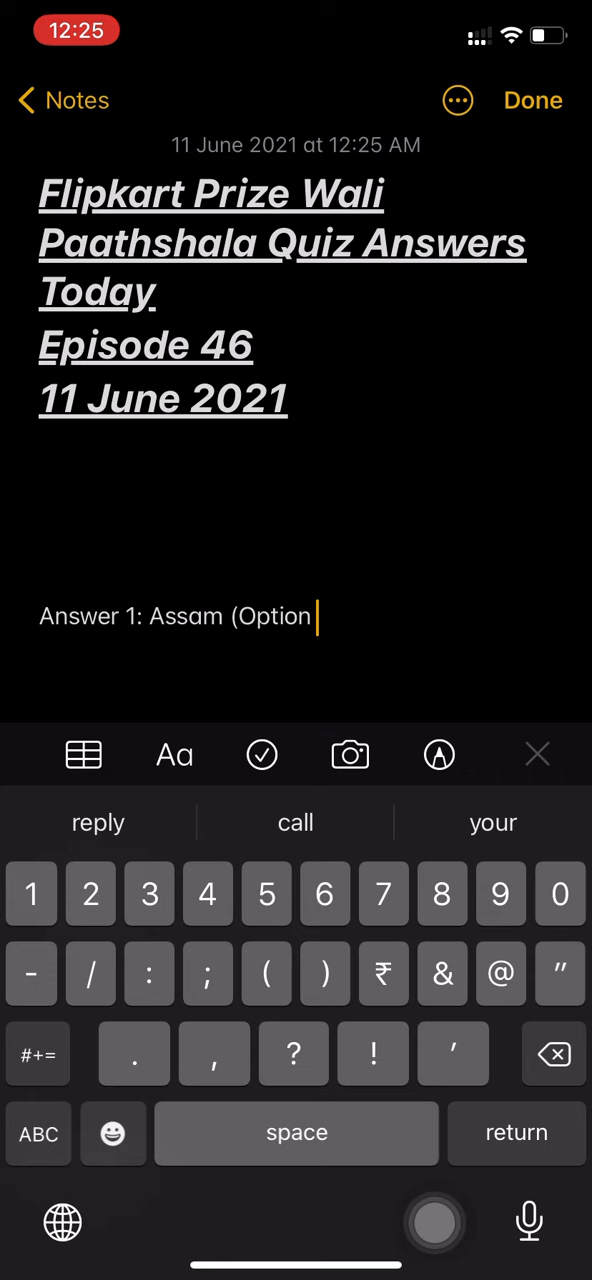 12:25
Notes
Done
11 June 2021 at 12:25 AM
Flipkart Prize Wali
Paathshala Quiz Answers
Today
Episode 46
11 June 2021
Answer 1: Assam (Option
Aa
reply call your
1 2 3 4 5 6 7 8 9 0
- / : ; ( ) ₹ & @ "
#+= . , ? ! '
ABC space return